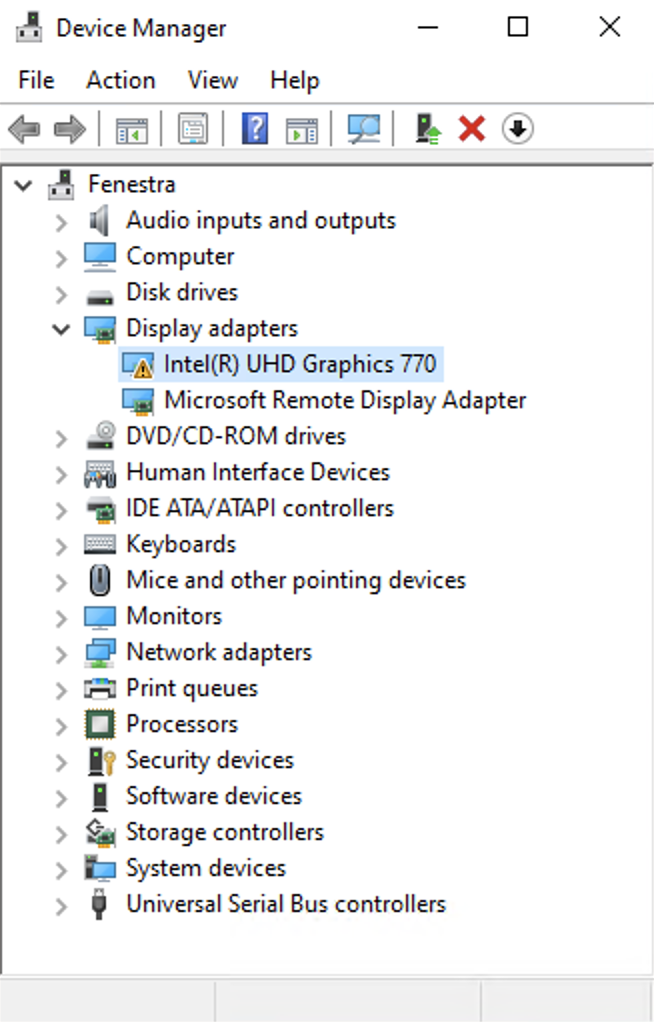 Device Manager
File Action View Help
Fenestra
Audio inputs and outputs
Computer
Disk drives
Display adapters
Intel(R) UHD Graphics 770
Microsoft Remote Display Adapter
DVD/CD-ROM drives
Human Interface Devices
IDE ATA/ATAPI controllers
Keyboards
Mice and other pointing devices
Monitors
Network adapters
Print queues
Processors
Security devices
Software devices
Storage controllers
System devices
Universal Serial Bus controllers